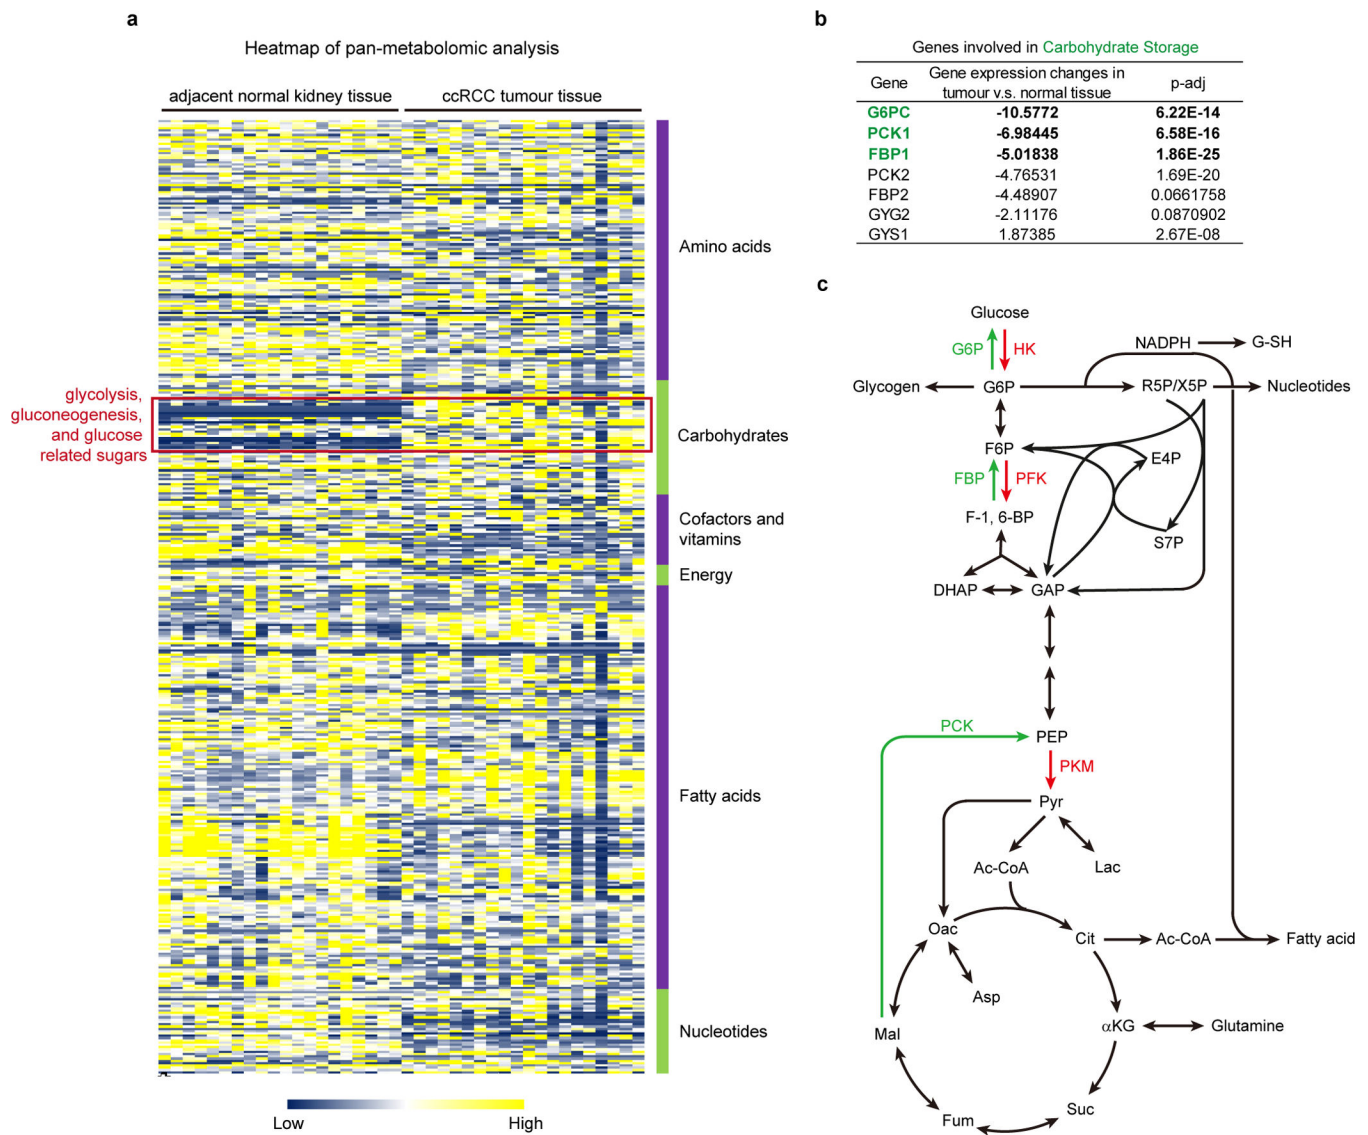 a
Heatmap of pan-metabolomic analysis
adjacent normal kidney tissue ccRCC tumour tissue
Amino acids
glycolysis,
gluconeogenesis,
and glucose
related sugars
Carbohydrates
Cofactors and
vitamins
Energy
Fatty acids
Nucleotides
Low High
b
Genes involved in Carbohydrate Storage
Gene Gene expression changes in
tumour v.s. normal tissue p-adj
G6PC -10.5772 6.22E-14
PCK1 -6.98445 6.58E-16
FBP1 -5.01838 1.86E-25
PCK2 -4.76531 1.69E-20
FBP2 -4.48907 0.0661758
GYG2 -2.11176 0.0870902
GYS1 1.87385 2.67E-08
c
Glucose
G6P HK NADPH G-SH
Glycogen G6P R5P/X5P Nucleotides
F6P E4P
FBP PFK
F-1, 6-BP
S7P
DHAP GAP
PCK PEP
PKM
Pyr
Ac-CoA Lac
Oac Cit Ac-CoA Fatty acid
Asp
Mal αKG Glutamine
Fum Suc